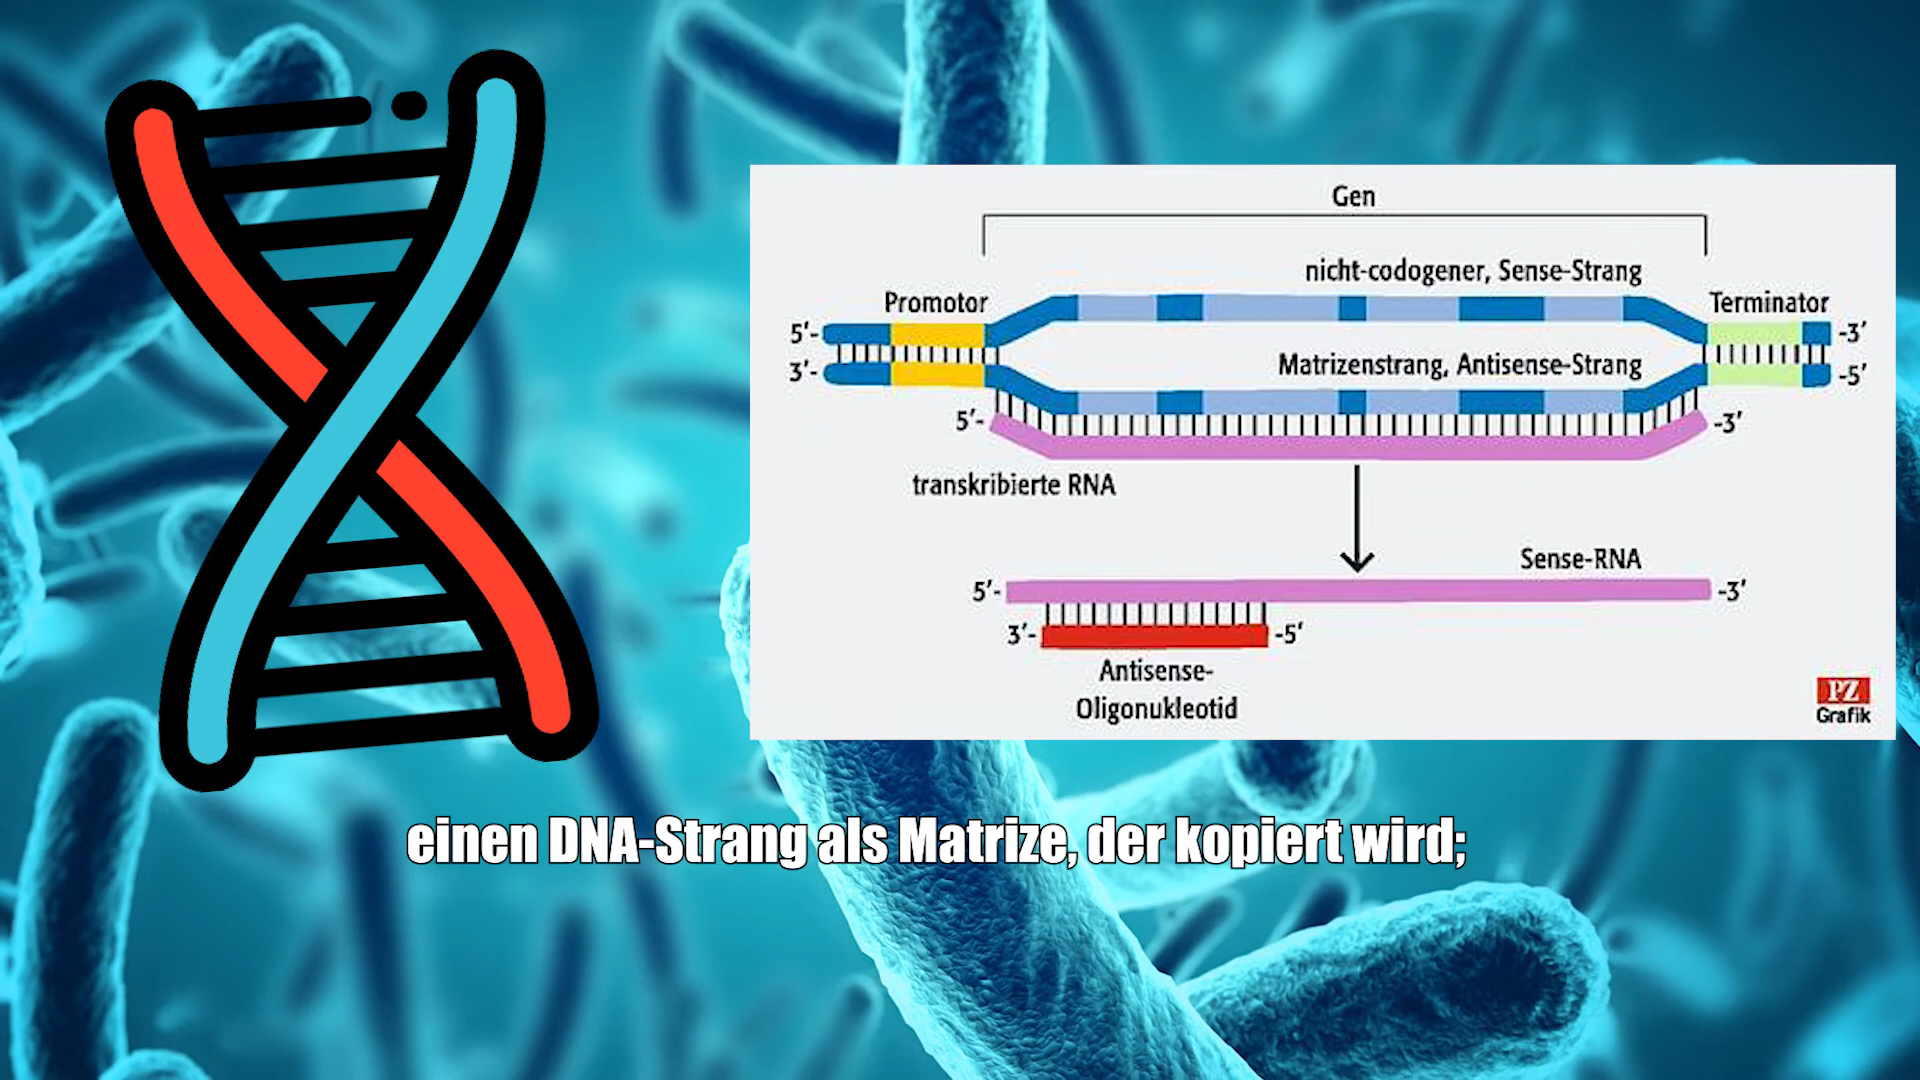 Gen
nicht-codogener, Sense-Strang
Promotor
Terminator
5'-
-3'
3'-
-5'
Matrizenstrang, Antisense-Strang
5'-
-3'
transkribierte RNA
Sense-RNA
5'-
-3'
3'-
-5'
Antisense-
Oligonukleotid
PZ
Grafik
einen DNA-Strang als Matrize, der kopiert wird;